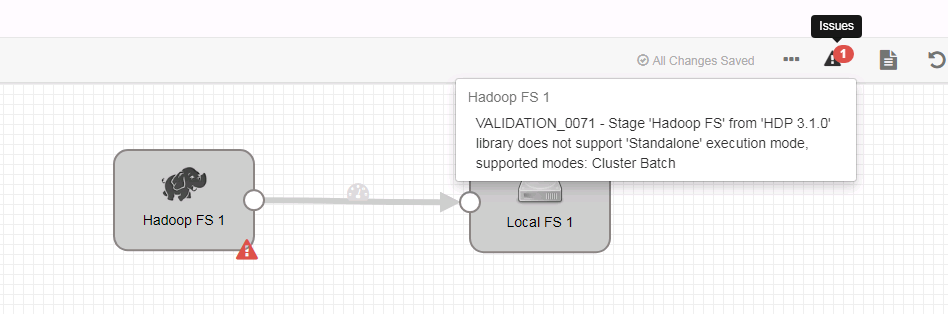 Issues
All Changes Saved
1
Hadoop FS 1
VALIDATION_0071 - Stage 'Hadoop FS' from 'HDP 3.1.0'
library does not support 'Standalone' execution mode,
supported modes: Cluster Batch
Hadoop FS 1
Local FS 1